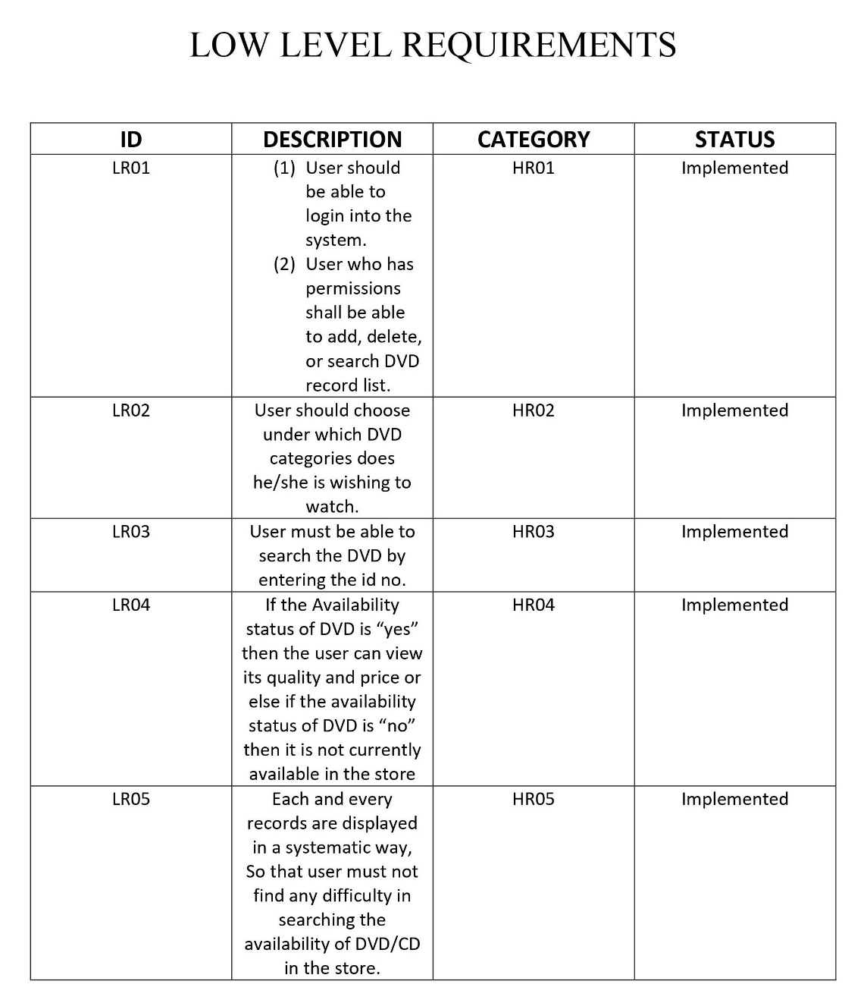 LOW LEVEL REQUIREMENTS
ID DESCRIPTION CATEGORY STATUS
LR01 (1) User should HR01 Implemented
be able to
login into the
system.
(2) User who has
permissions
shall be able
to add, delete,
or search DVD
record list.
LR02 User should choose HR02 Implemented
under which DVD
categories does
he/she is wishing to
watch.
LR03 User must be able to HR03 Implemented
search the DVD by
entering the id no.
LR04 If the Availability HR04 Implemented
status of DVD is “yes”
then the user can view
its quality and price or
else if the availability
status of DVD is “no”
then it is not currently
available in the store
LR05 Each and every HR05 Implemented
records are displayed
in a systematic way,
So that user must not
find any difficulty in
searching the
availability of DVD/CD
in the store.